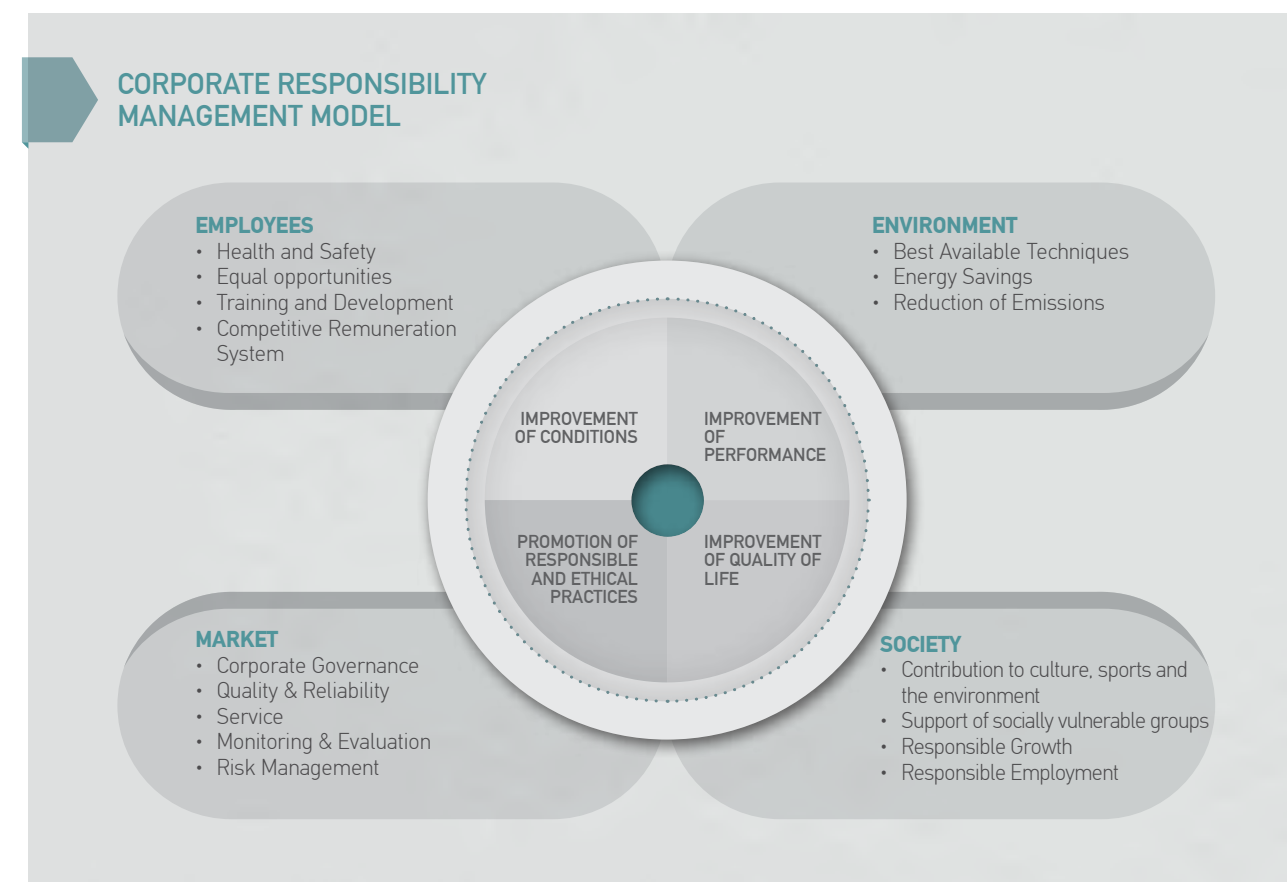 CORPORATE RESPONSIBILITY
MANAGEMENT MODEL
EMPLOYEES
• Health and Safety
• Equal opportunities
• Training and Development
• Competitive Remuneration
System
ENVIRONMENT
• Best Available Techniques
• Energy Savings
• Reduction of Emissions
IMPROVEMENT
OF CONDITIONS
IMPROVEMENT
OF
PERFORMANCE
PROMOTION OF
RESPONSIBLE
AND ETHICAL
PRACTICES
IMPROVEMENT
OF QUALITY OF
LIFE
MARKET
• Corporate Governance
• Quality & Reliability
• Service
• Monitoring & Evaluation
• Risk Management
SOCIETY
• Contribution to culture, sports and
the environment
• Support of socially vulnerable groups
• Responsible Growth
• Responsible Employment